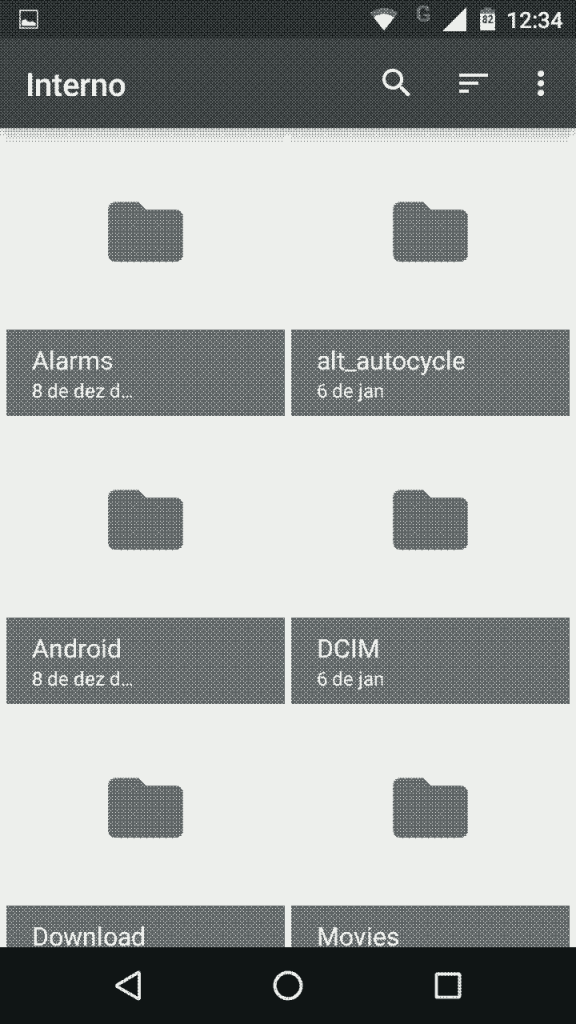 G 82 12:34
Interno
Alarms
8 de dez d...
alt_autocycle
6 de jan
Android
8 de dez d...
DCIM
6 de jan
Download
Movies